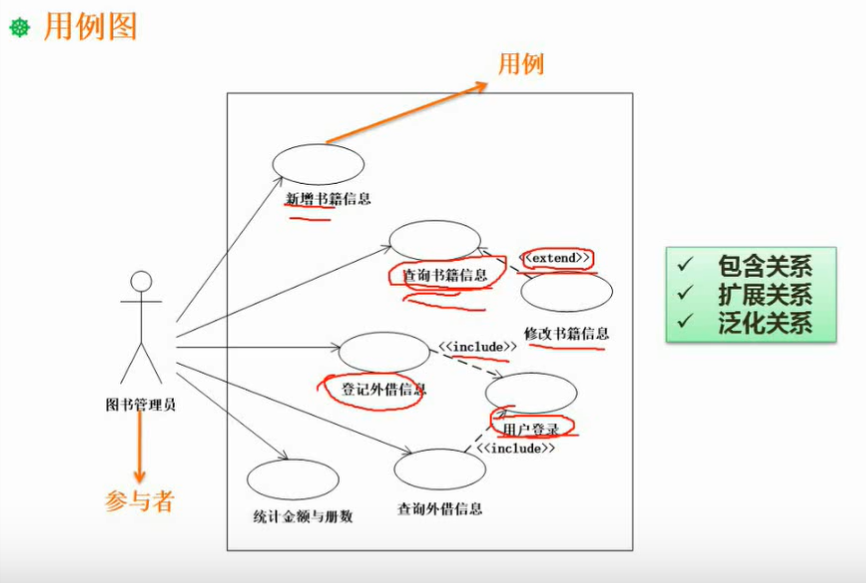 用例图
用例
新增书籍信息
查询书籍信息
<<extend>>
修改书籍信息
<<include>>
登记外借信息
用户登录
<<include>>
查询外借信息
统计金额与册数
图书管理员
参与者
✓ 包含关系
✓ 扩展关系
✓ 泛化关系